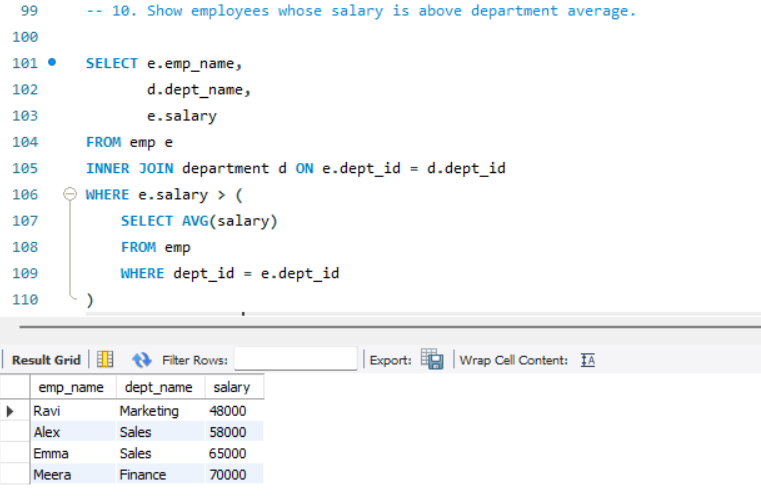 99 -- 10. Show employees whose salary is above department average.
100
101 SELECT e.emp_name,
102 d.dept_name,
103 e.salary
104 FROM emp e
105 INNER JOIN department d ON e.dept_id = d.dept_id
106 WHERE e.salary > (
107 SELECT AVG(salary)
108 FROM emp
109 WHERE dept_id = e.dept_id
110 )
Result Grid Filter Rows: Export: Wrap Cell Content: IA
emp_name dept_name salary
Ravi Marketing 48000
Alex Sales 58000
Emma Sales 65000
Meera Finance 70000